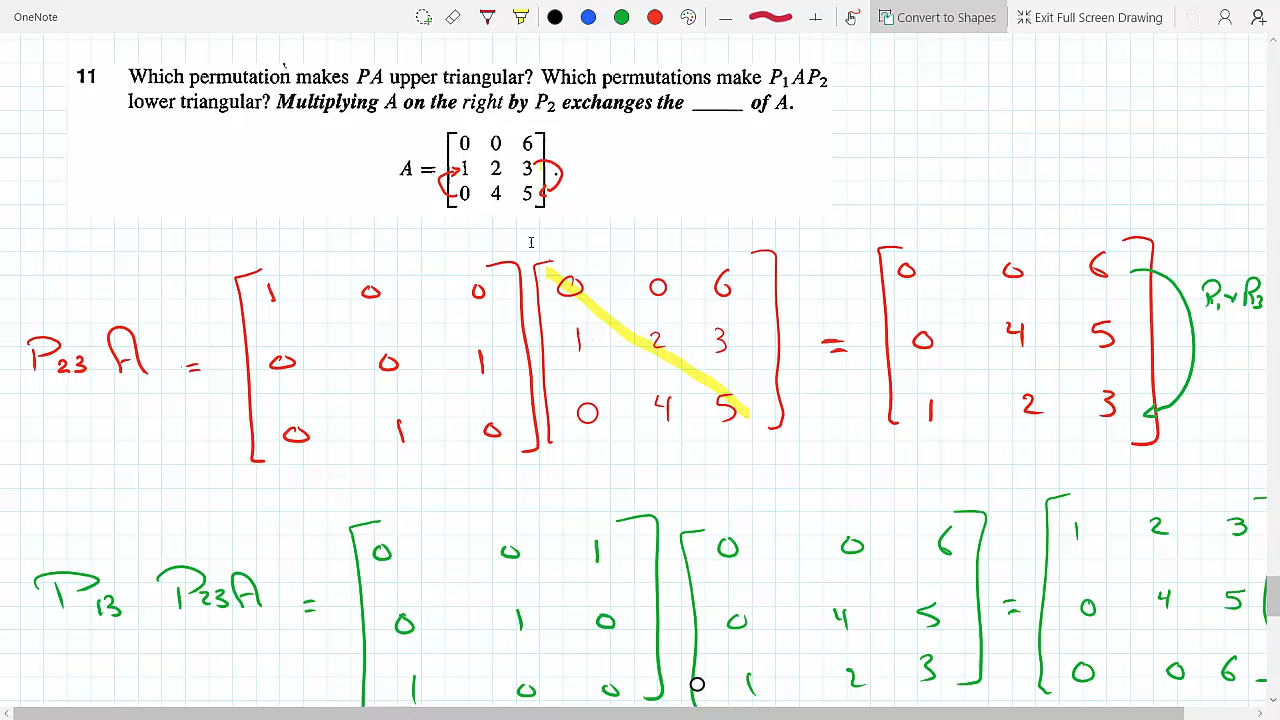 OneNote
Convert to Shapes
Exit Full Screen Drawing
11 Which permutation makes PA upper triangular? Which permutations make P₁AP₂
lower triangular? Multiplying A on the right by P₂ exchanges the _____ of A.
0 0 6
A = 1 2 3 .
0 4 5
1 0 0 0 0 6 0 0 6
P₂₃ A = 0 0 1 1 2 3 = 0 4 5
0 1 0 0 4 5 1 2 3
0 0 1 0 0 6 1 2 3
P₁₃ P₂₃A = 0 1 0 0 4 5 = 0 4 5
1 0 0 1 2 3 0 0 6